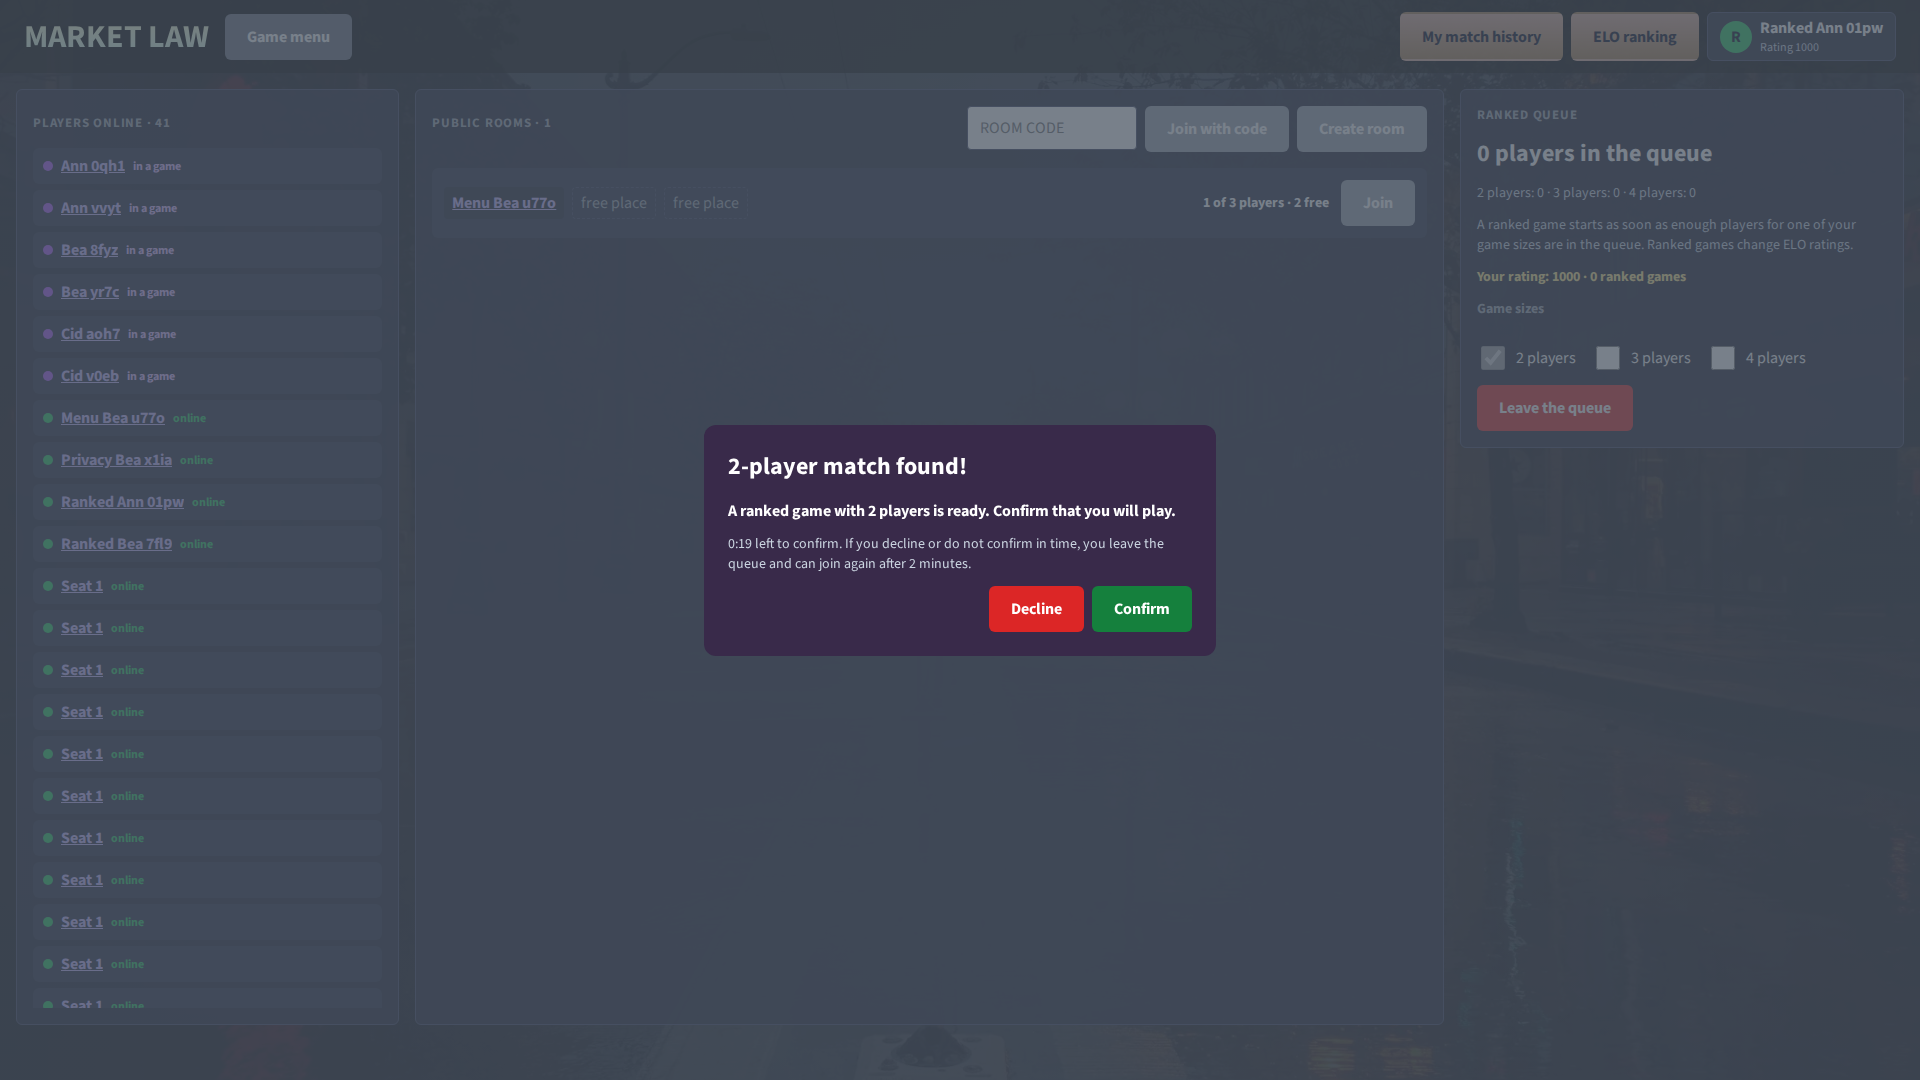 MARKET LAW
Game menu
My match history
ELO ranking
R
Ranked Ann 01pw
Rating 1000
PLAYERS ONLINE · 41
Ann 0qh1 in a game
Ann vvyt in a game
Bea 8fyz in a game
Bea yr7c in a game
Cid aoh7 in a game
Cid v0eb in a game
Menu Bea u77o online
Privacy Bea x1ia online
Ranked Ann 01pw online
Ranked Bea 7fl9 online
Seat 1 online
Seat 1 online
Seat 1 online
Seat 1 online
Seat 1 online
Seat 1 online
Seat 1 online
Seat 1 online
Seat 1 online
Seat 1 online
Seat 1 online
PUBLIC ROOMS · 1
ROOM CODE
Join with code
Create room
Menu Bea u77o free place free place
1 of 3 players · 2 free
Join
2-player match found!
A ranked game with 2 players is ready. Confirm that you will play.
0:19 left to confirm. If you decline or do not confirm in time, you leave the
queue and can join again after 2 minutes.
Decline
Confirm
RANKED QUEUE
0 players in the queue
2 players: 0 · 3 players: 0 · 4 players: 0
A ranked game starts as soon as enough players for one of your
game sizes are in the queue. Ranked games change ELO ratings.
Your rating: 1000 · 0 ranked games
Game sizes
2 players
3 players
4 players
Leave the queue